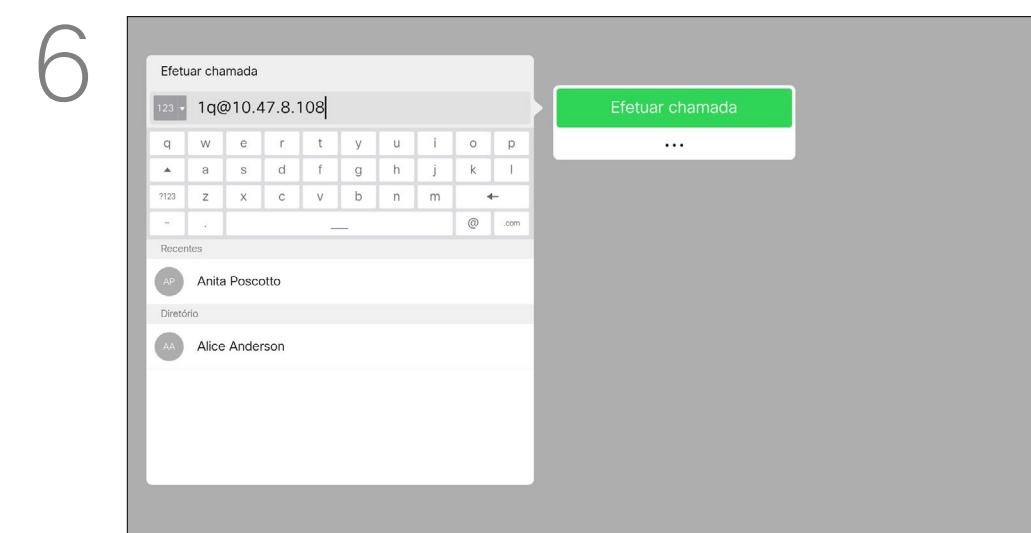 6
Efetuar chamada
123 1q@10.47.8.108
Efetuar chamada
...
q w e r t y u i o p
a s d f g h j k l
?123 z x c v b n m
- . __ @ .com
Recentes
AP Anita Poscotto
Diretório
AA Alice Anderson